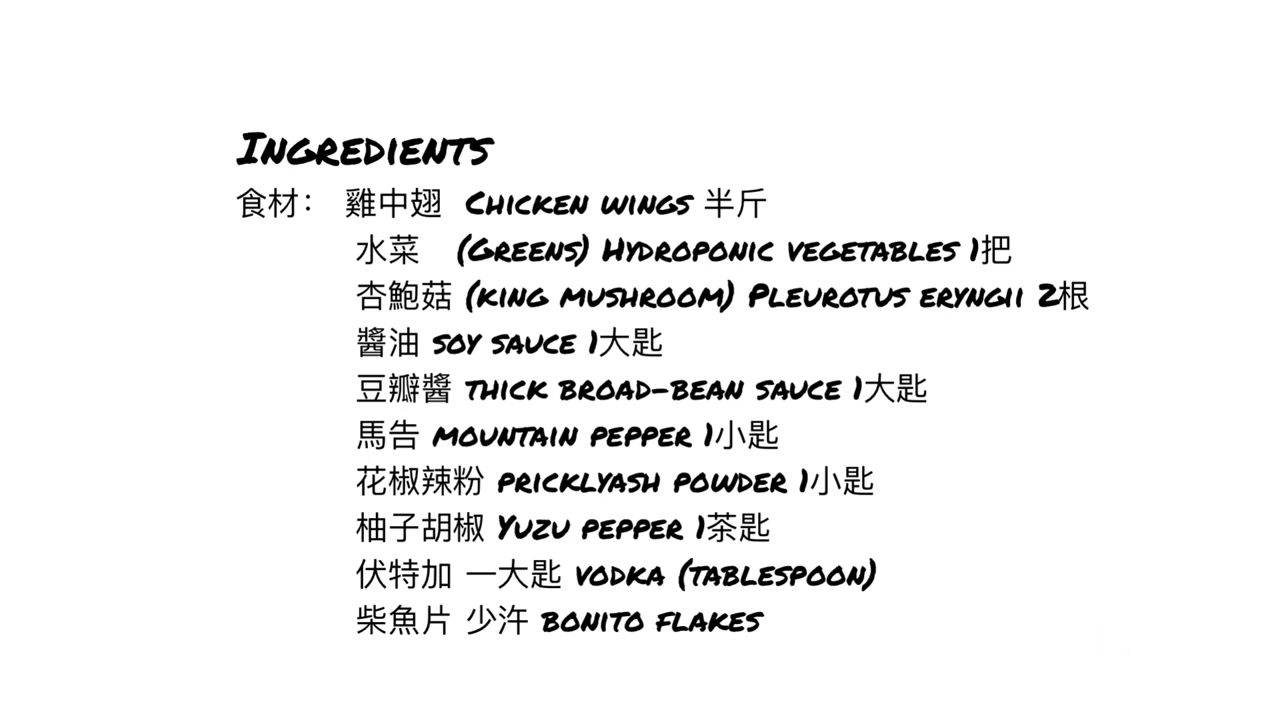 Ingredients
食材： 雞中翅 Chicken wings 半斤
水菜 (Greens) Hydroponic vegetables 1把
杏鮑菇 (king mushroom) Pleurotus eryngii 2根
醬油 soy sauce 1大匙
豆瓣醬 thick broad-bean sauce 1大匙
馬告 mountain pepper 1小匙
花椒辣粉 pricklyash powder 1小匙
柚子胡椒 Yuzu pepper 1茶匙
伏特加 一大匙 vodka (tablespoon)
柴魚片 少汻 bonito flakes